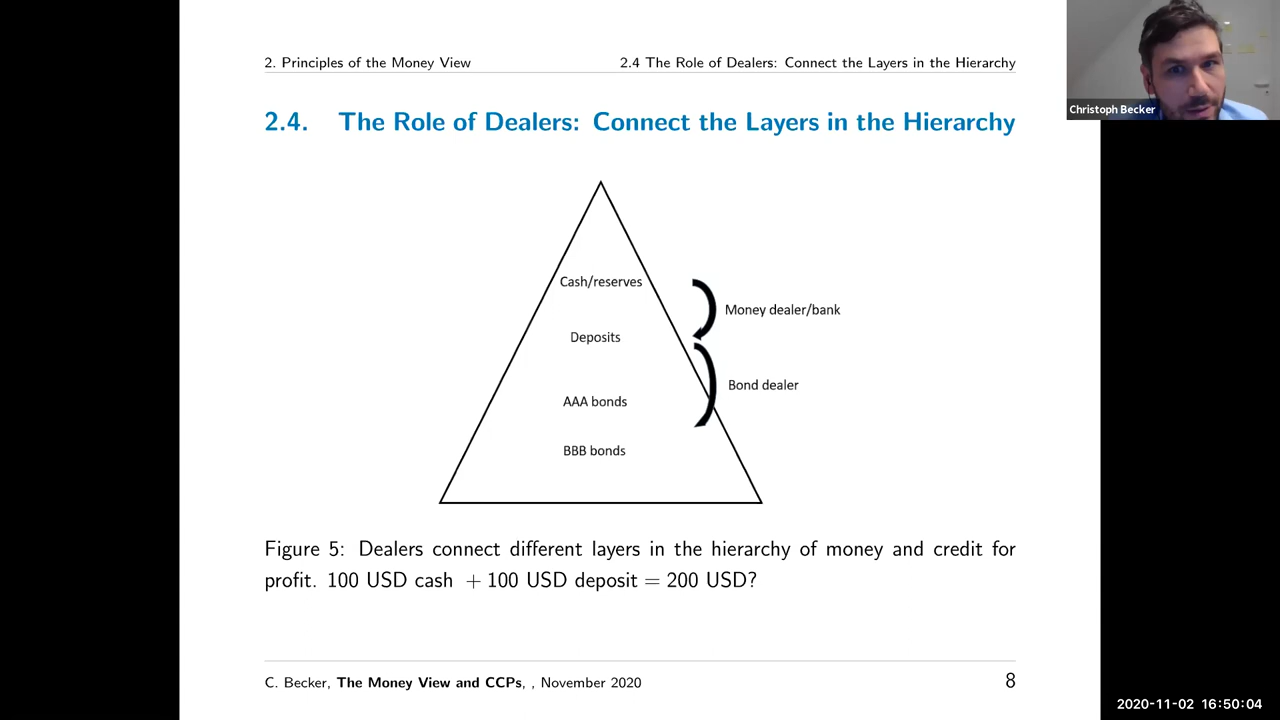 2. Principles of the Money View
2.4 The Role of Dealers: Connect the Layers in the Hierarchy
Christoph Becker
2.4. The Role of Dealers: Connect the Layers in the Hierarchy
Cash/reserves
Money dealer/bank
Deposits
Bond dealer
AAA bonds
BBB bonds
Figure 5: Dealers connect different layers in the hierarchy of money and credit for
profit. 100 USD cash + 100 USD deposit = 200 USD?
C. Becker, The Money View and CCPs, , November 2020
8
2020-11-02 16:50:04